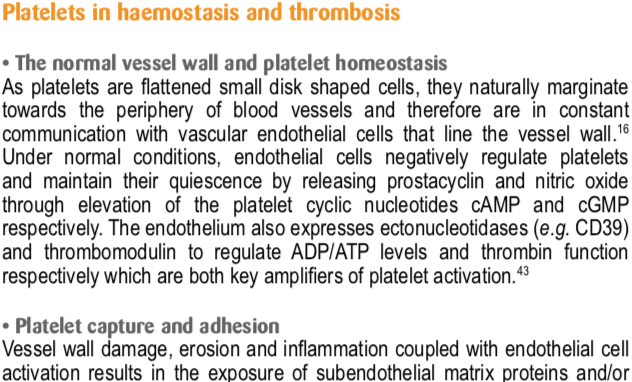 Platelets in haemostasis and thrombosis
• The normal vessel wall and platelet homeostasis
As platelets are flattened small disk shaped cells, they naturally marginate
towards the periphery of blood vessels and therefore are in constant
communication with vascular endothelial cells that line the vessel wall.16
Under normal conditions, endothelial cells negatively regulate platelets
and maintain their quiescence by releasing prostacyclin and nitric oxide
through elevation of the platelet cyclic nucleotides cAMP and cGMP
respectively. The endothelium also expresses ectonucleotidases (e.g. CD39)
and thrombomodulin to regulate ADP/ATP levels and thrombin function
respectively which are both key amplifiers of platelet activation.43
• Platelet capture and adhesion
Vessel wall damage, erosion and inflammation coupled with endothelial cell
activation results in the exposure of subendothelial matrix proteins and/or